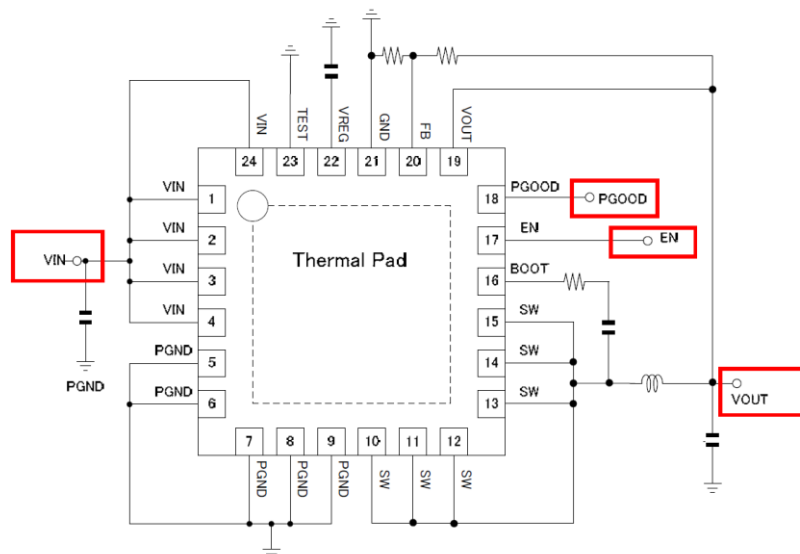 VIN TEST VREG GND FB VOUT
24 23 22 21 20 19
VIN 1
VIN 2
VIN 3
VIN 4
PGND 5
PGND 6
VIN
PGND
Thermal Pad
18 PGOOD
PGOOD
17 EN
EN
16 BOOT
15 SW
14 SW
13 SW
VOUT
7 8 9 10 11 12
PGND PGND PGND SW SW SW